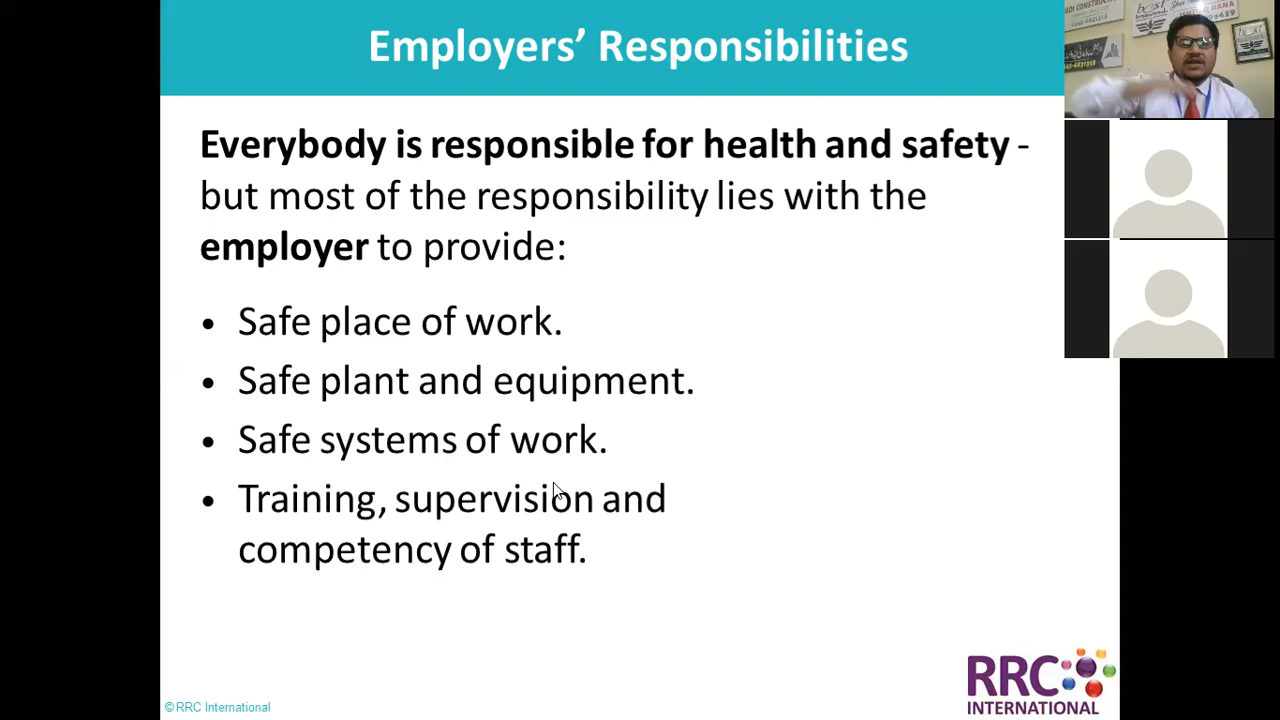 Employers’ Responsibilities
Everybody is responsible for health and safety -
but most of the responsibility lies with the
employer to provide:
• Safe place of work.
• Safe plant and equipment.
• Safe systems of work.
• Training, supervision and
competency of staff.
©RRC International
RRC
INTERNATIONAL